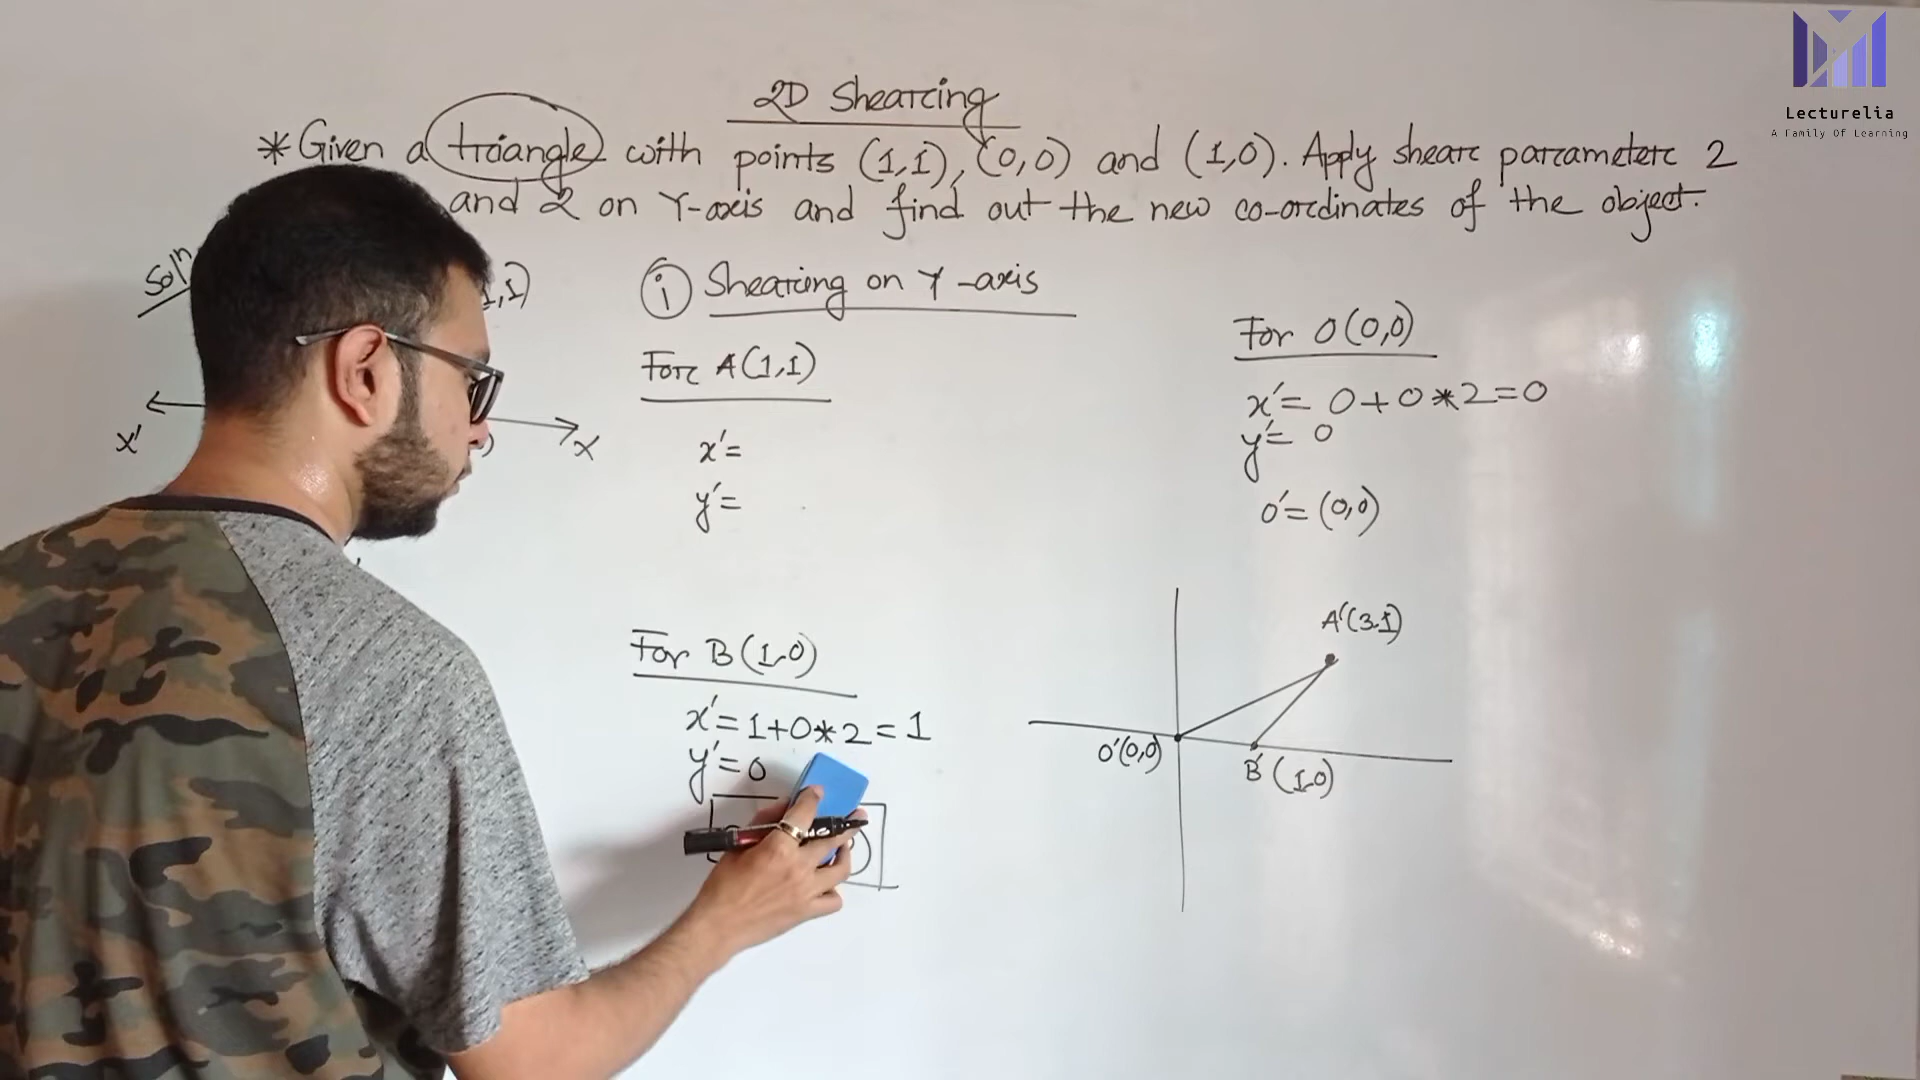 Lecturelia
A Family Of Learning
2D Shearing
*Given a triangle with points (1,1), (0,0) and (1,0). Apply shear parameter 2
and 2 on Y-axis and find out the new co-ordinates of the object.
Solⁿ
,1)
X'
X
i Shearing on Y-axis
For A(1,1)
x'=
y'=
For B(1,0)
x'=1+0*2=1
y'=0
For O(0,0)
x'= 0+0*2=0
y'= 0
O'=(0,0)
A'(3,1)
O'(0,0)
B'(1,0)